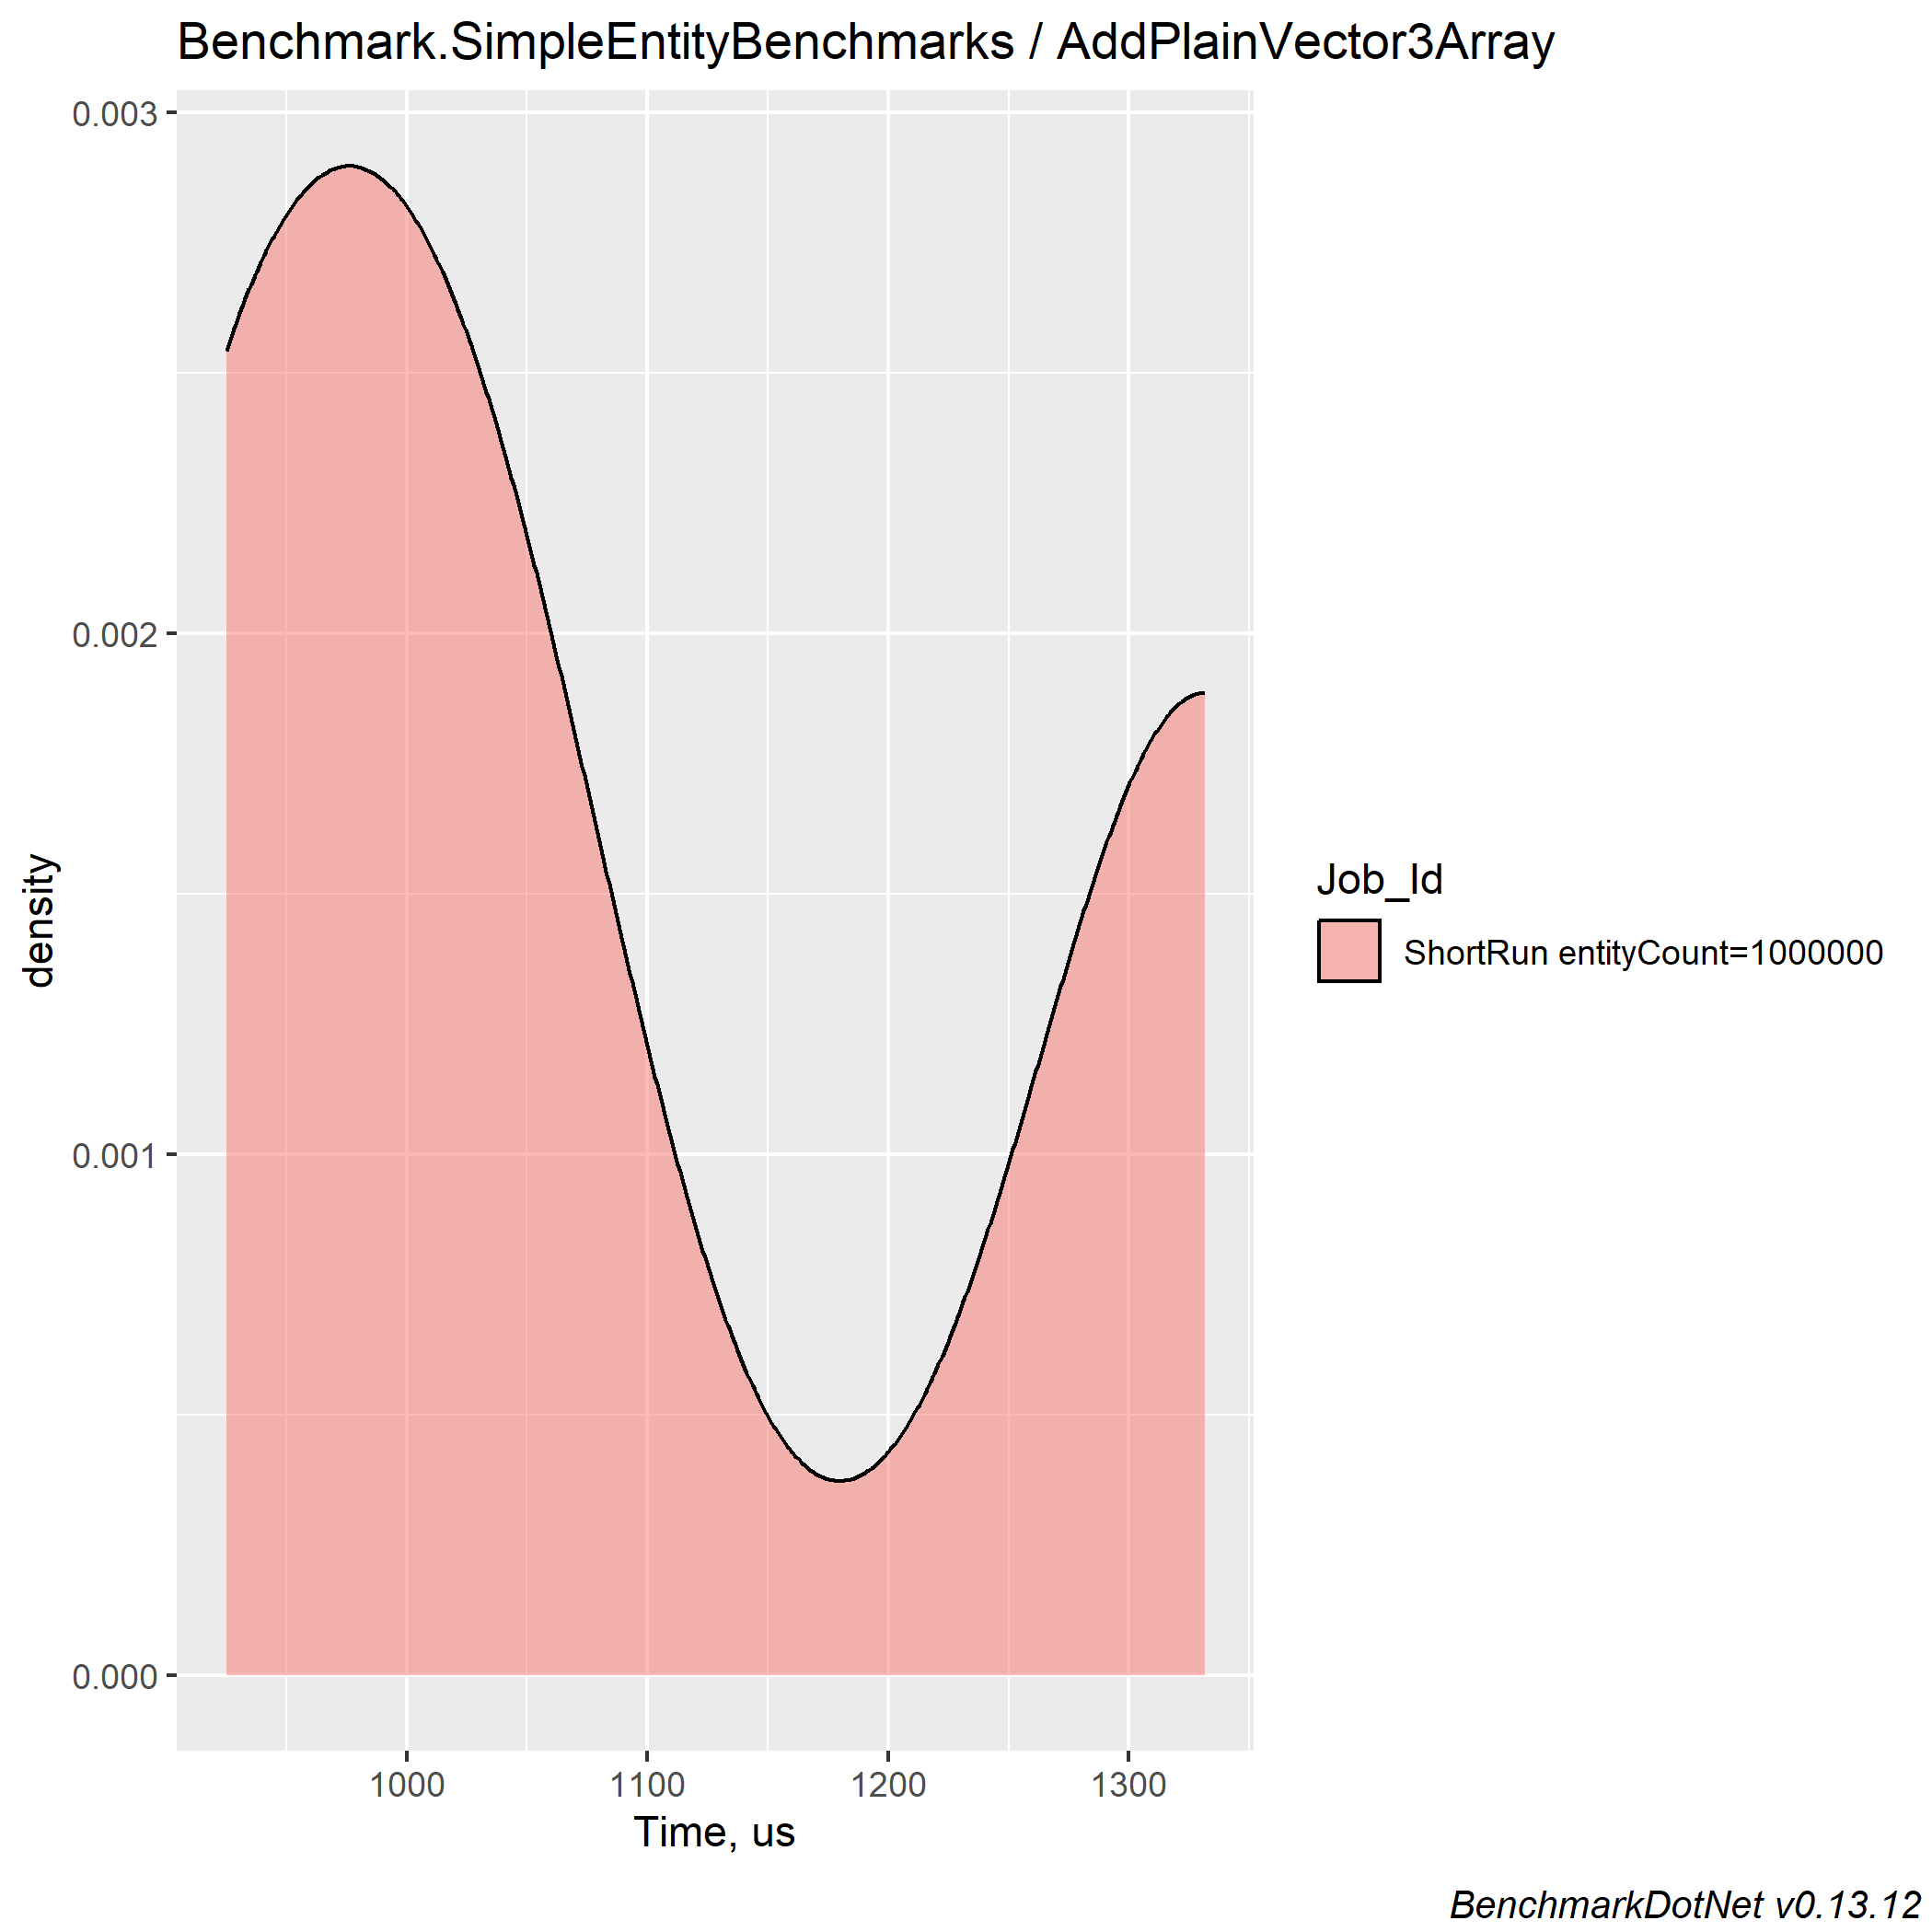 Benchmark.SimpleEntityBenchmarks / AddPlainVector3Array
0.003
0.002
0.001
0.000
density
1000 1100 1200 1300
Time, us
Job_Id
ShortRun entityCount=1000000
BenchmarkDotNet v0.13.12